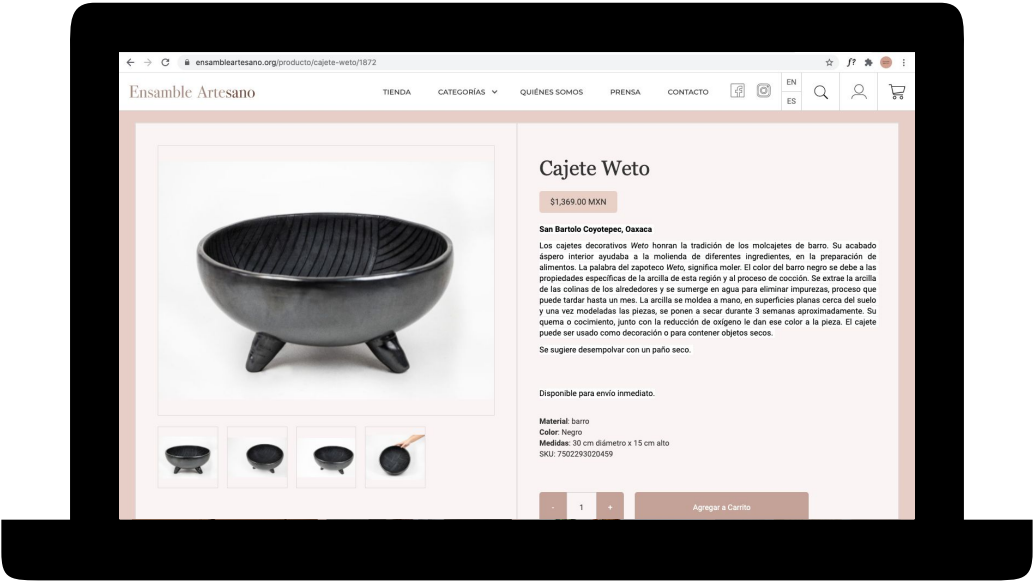 ensambleartesano.org/producto/cajete-weto/1872
f?
Ensamble Artesano
TIENDA
CATEGORÍAS
QUIÉNES SOMOS
PRENSA
CONTACTO
EN
ES
Cajete Weto
$1,369.00 MXN
San Bartolo Coyotepec, Oaxaca
Los cajetes decorativos Weto honran la tradición de los molcajetes de barro. Su acabado
áspero interior ayudaba a la molienda de diferentes ingredientes, en la preparación de
alimentos. La palabra del zapoteco Weto, significa moler. El color del barro negro se debe a las
propiedades específicas de la arcilla de esta región y al proceso de cocción. Se extrae la arcilla
de las colinas de los alrededores y se sumerge en agua para eliminar impurezas, proceso que
puede tardar hasta un mes. La arcilla se moldea a mano, en superficies planas cerca del suelo
y una vez modeladas las piezas, se ponen a secar durante 3 semanas aproximadamente. Su
quema o cocimiento, junto con la reducción de oxígeno le dan ese color a la pieza. El cajete
puede ser usado como decoración o para contener objetos secos.
Se sugiere desempolvar con un paño seco.
Disponible para envío inmediato.
Material: barro
Color: Negro
Medidas: 30 cm diámetro x 15 cm alto
SKU: 7502293020459
- 1 +
Agregar a Carrito